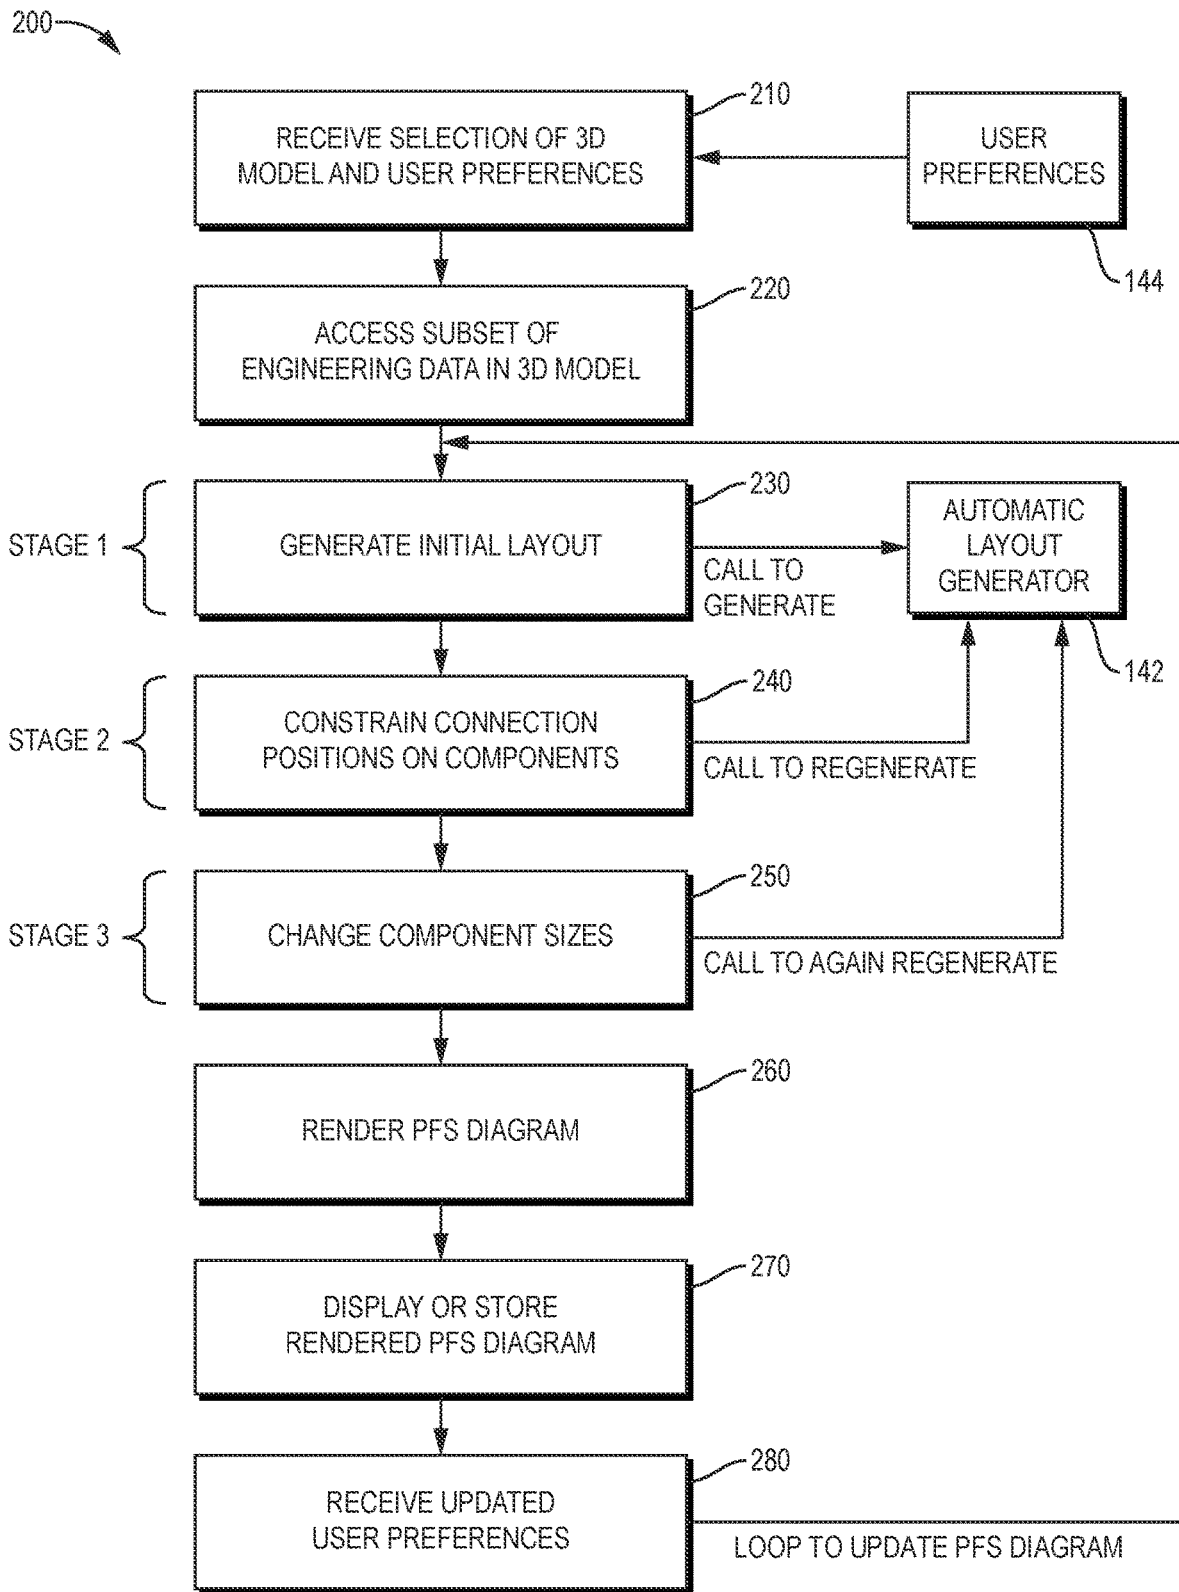 200
210
RECEIVE SELECTION OF 3D
MODEL AND USER PREFERENCES
USER
PREFERENCES
144
220
ACCESS SUBSET OF
ENGINEERING DATA IN 3D MODEL
STAGE 1
230
GENERATE INITIAL LAYOUT
CALL TO
GENERATE
AUTOMATIC
LAYOUT
GENERATOR
142
STAGE 2
240
CONSTRAIN CONNECTION
POSITIONS ON COMPONENTS
CALL TO REGENERATE
STAGE 3
250
CHANGE COMPONENT SIZES
CALL TO AGAIN REGENERATE
260
RENDER PFS DIAGRAM
270
DISPLAY OR STORE
RENDERED PFS DIAGRAM
280
RECEIVE UPDATED
USER PREFERENCES
LOOP TO UPDATE PFS DIAGRAM